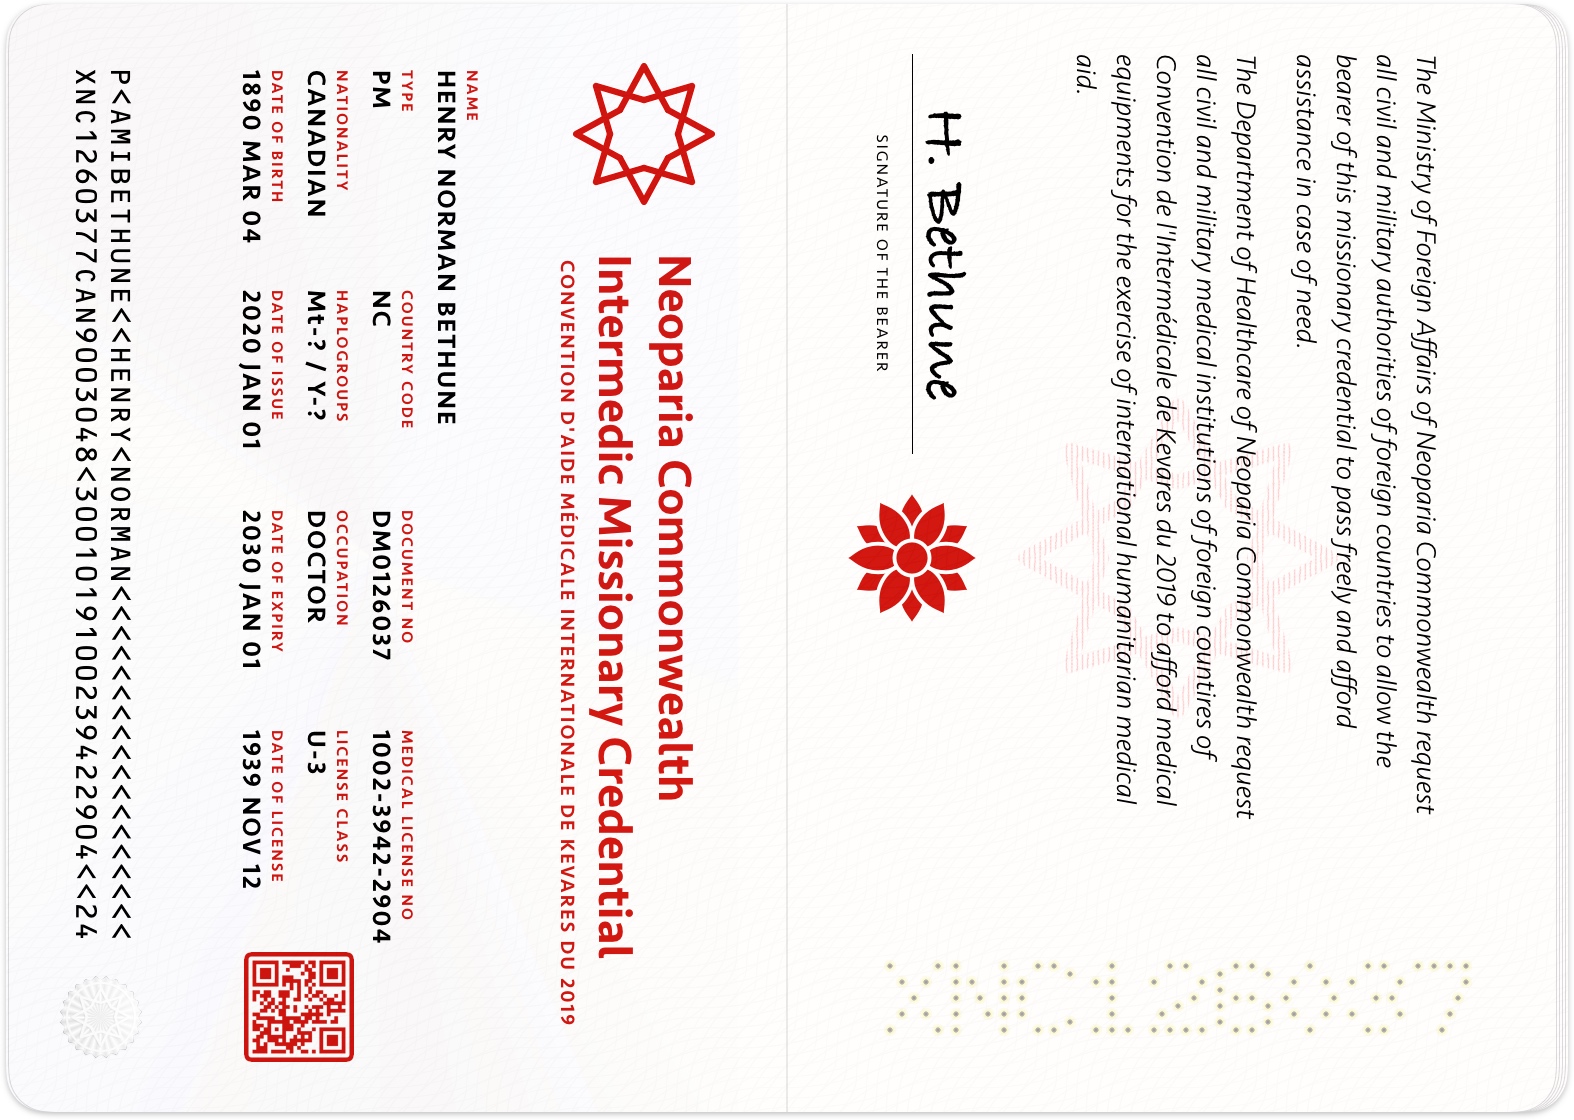 The Ministry of Foreign Affairs of Neoparia Commonwealth request
all civil and military authorities of foreign countries to allow the
bearer of this missionary credential to pass freely and afford
assistance in case of need.
The Department of Healthcare of Neoparia Commonwealth request
all civil and military medical institutions of foreign countires of
Convention de l'Intermédicale de Kevares du 2019 to afford medical
equipments for the exercise of international humanitarian medical
aid.
XNC126037
H. Bethune
SIGNATURE OF THE BEARER
Neoparia Commonwealth
Intermedic Missionary Credential
CONVENTION D'AIDE MÉDICALE INTERNATIONALE DE KEVARES DU 2019
NAME
HENRY NORMAN BETHUNE
TYPE COUNTRY CODE DOCUMENT NO MEDICAL LICENSE NO
PM NC DM0126037 1002-3942-2904
NATIONALITY HAPLOGROUPS OCCUPATION LICENSE CLASS
CANADIAN Mt-? / Y-? DOCTOR U-3
DATE OF BIRTH DATE OF ISSUE DATE OF EXPIRY DATE OF LICENSE
1890 MAR 04 2020 JAN 01 2030 JAN 01 1939 NOV 12
P<AMIBETHUNE<<HENRY<NORMAN<<<<<<<<<<<<<<<<<<
XNC1260377CAN9003048<3001019100239422904<<24